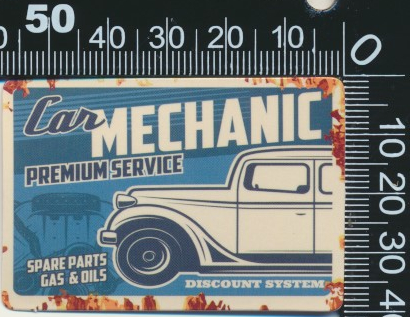 50 40 30 20 10 0
10 20 30 40
Car
MECHANIC
PREMIUM SERVICE
SPARE PARTS
GAS & OILS
DISCOUNT SYSTEM